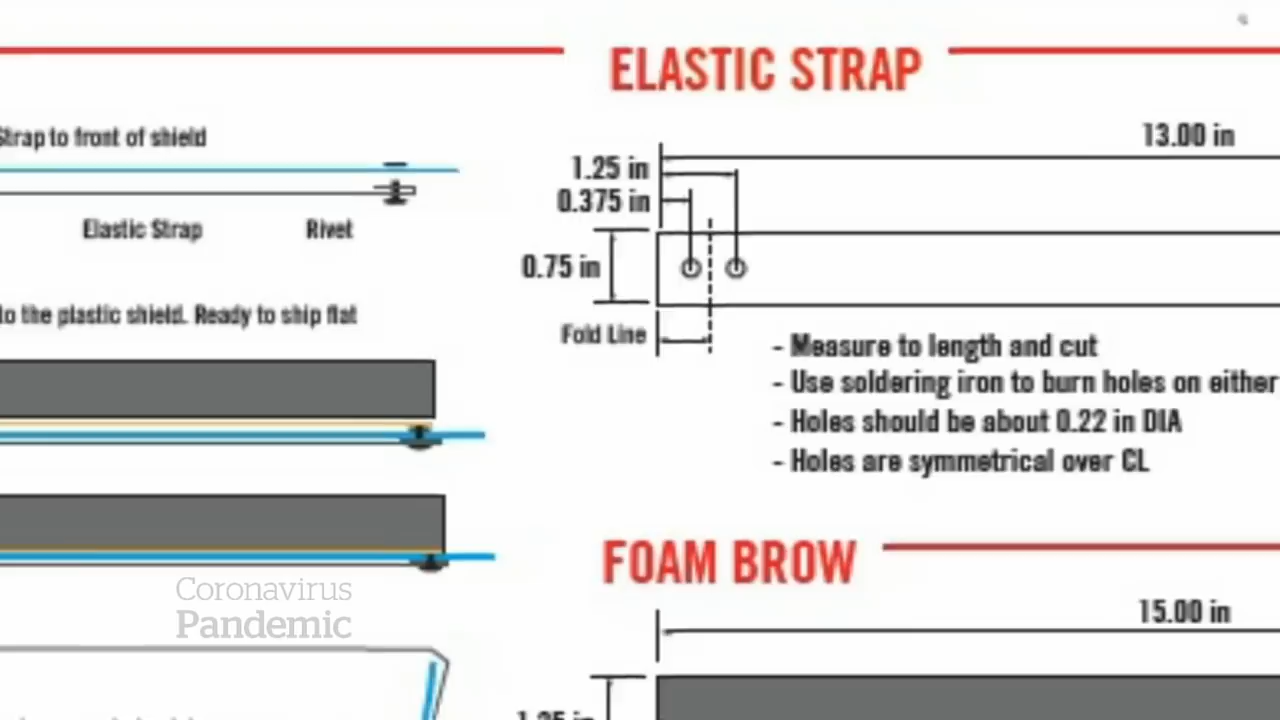 ELASTIC STRAP
Strap to front of shield
13.00 in
1.25 in
0.375 in
Elastic Strap
Rivet
0.75 in
to the plastic shield. Ready to ship flat
Fold Line
- Measure to length and cut
- Use soldering iron to burn holes on either
- Holes should be about 0.22 in DIA
- Holes are symmetrical over CL
FOAM BROW
Coronavirus
Pandemic
15.00 in
1.25 in